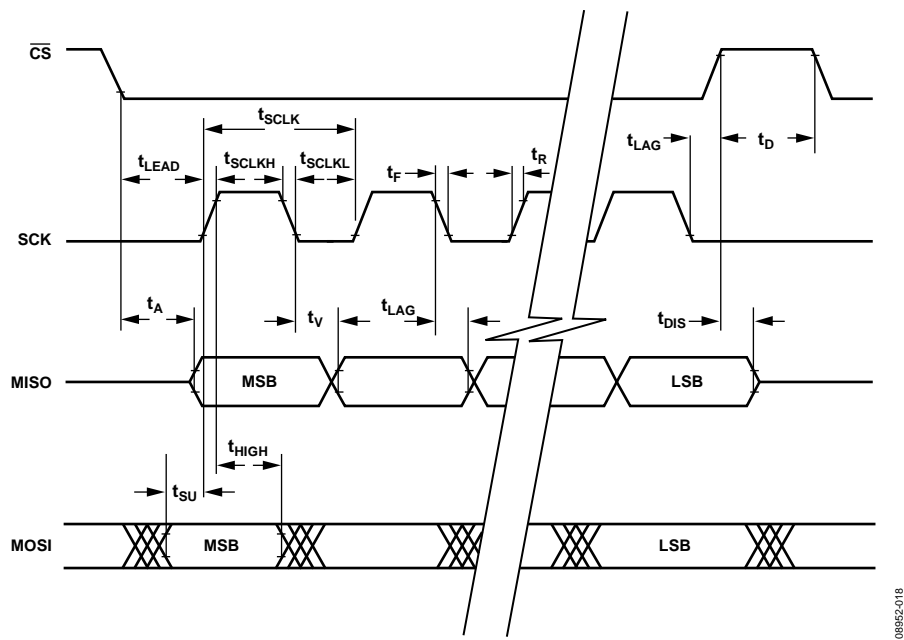 CS
tSCLK
tLEAD
tSCLKH
tSCLKL
tF
tR
tLAG
tD
SCK
tA
tV
tLAG
tDIS
MISO
MSB
LSB
tHIGH
tSU
MOSI
MSB
LSB
08952-018